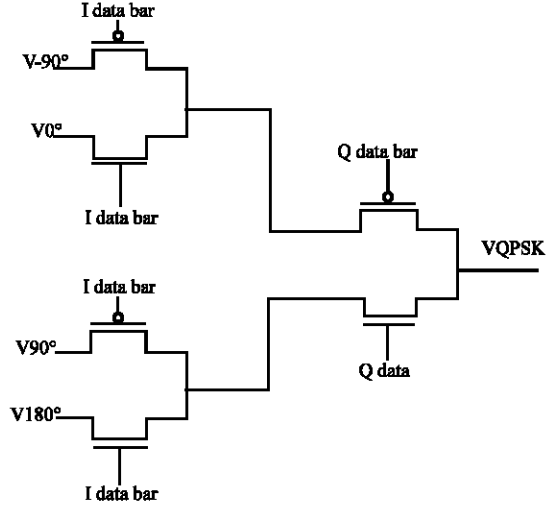 I data bar
V-90°
V0°
I data bar
Q data bar
VQPSK
I data bar
V90°
Q data
V180°
I data bar